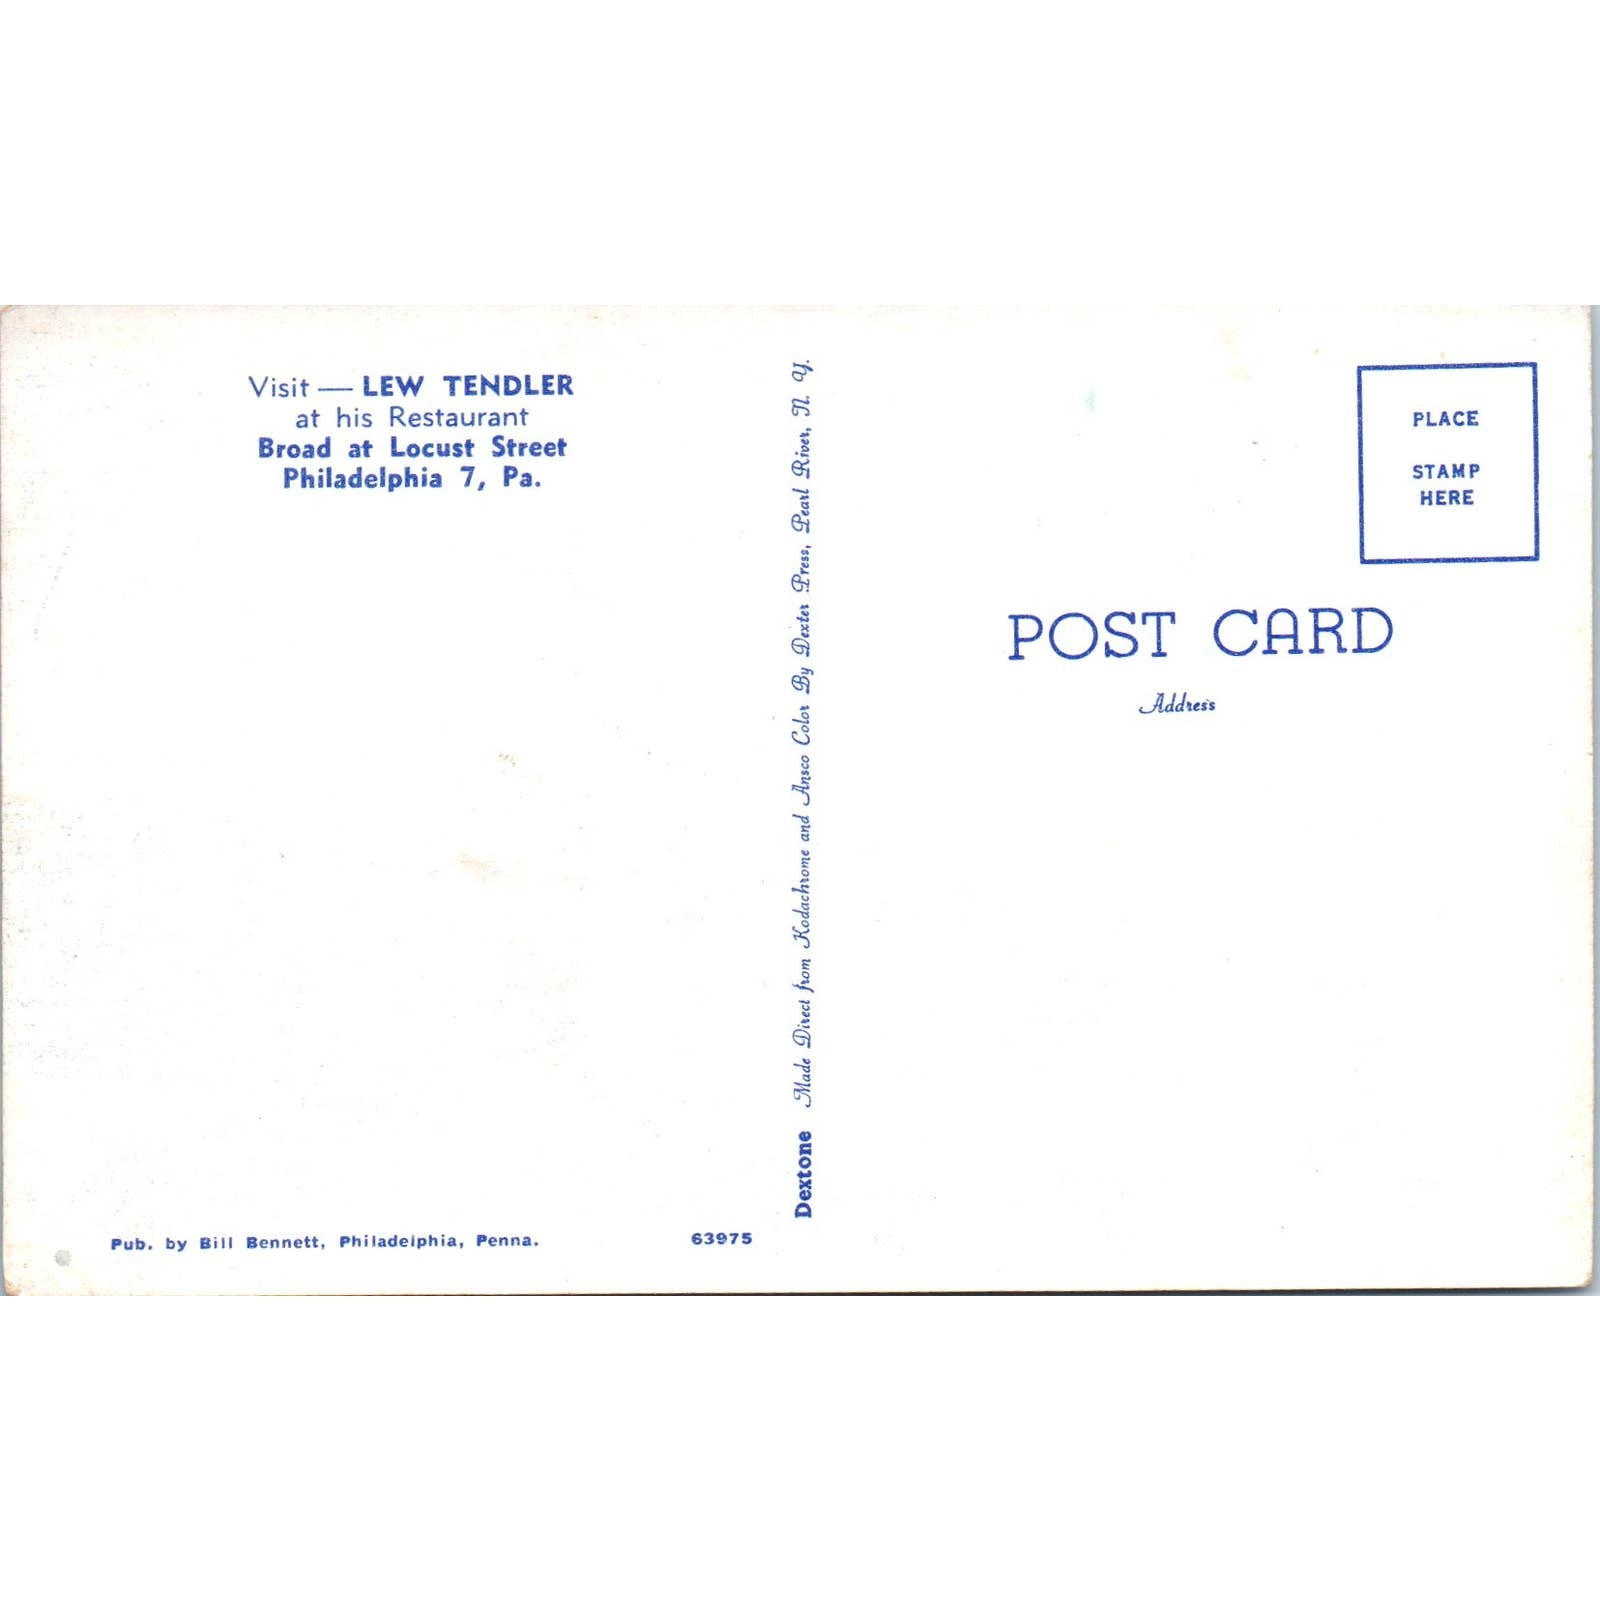 Visit — LEW TENDLER
at his Restaurant
Broad at Locust Street
Philadelphia 7, Pa.
Pub. by Bill Bennett, Philadelphia, Penna.
63975
Dextone Made Direct from Kodachrome and Ansco Color By Dexter Press, Pearl River, N. Y.
PLACE
STAMP
HERE
POST CARD
Address